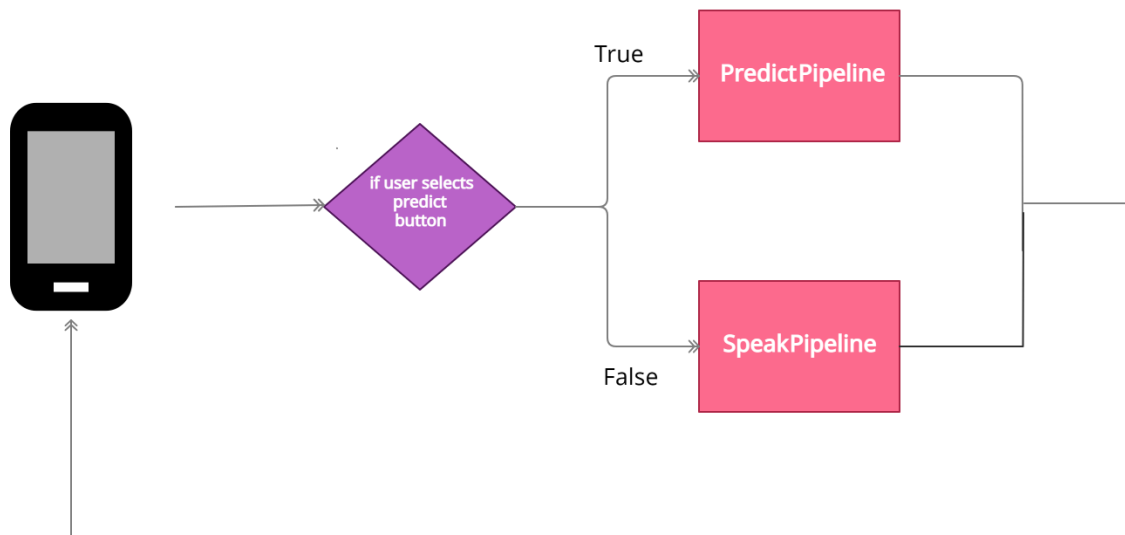 True
PredictPipeline
if user selects
predict
button
SpeakPipeline
False